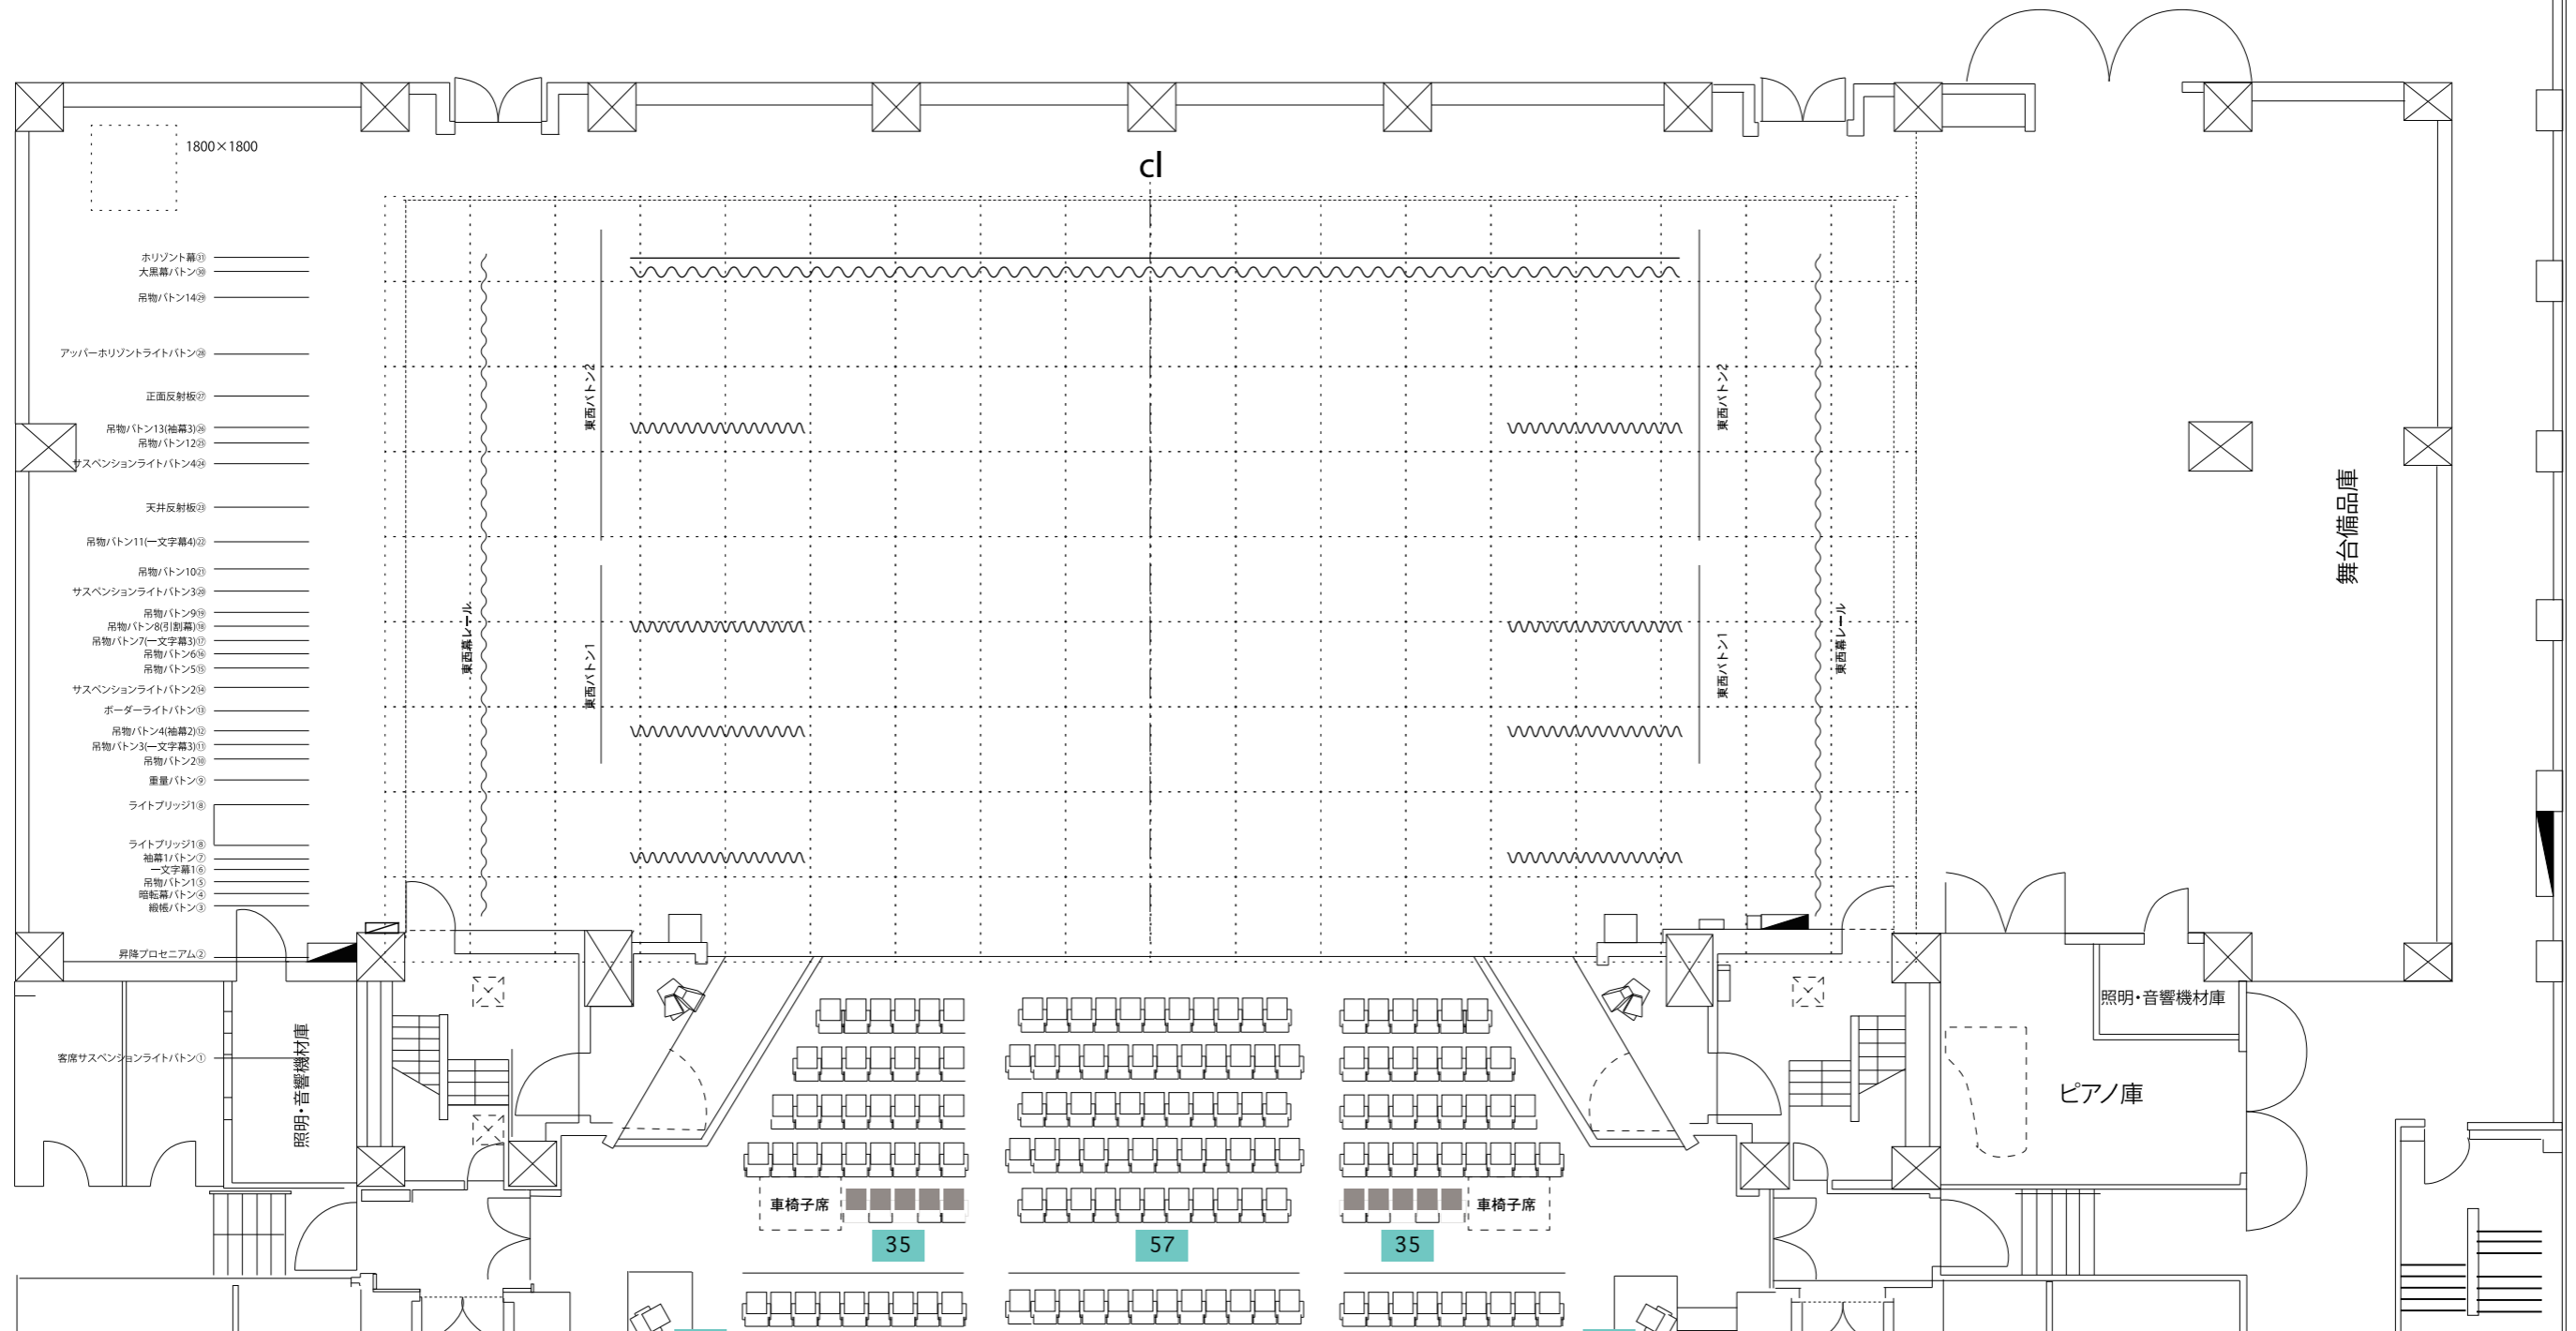 cl
1800×1800
ホリゾント幕㉛
大黒幕バトン㉚
吊物バトン14㉙
アッパーホリゾントライトバトン㉘
正面反射板㉗
吊物バトン13(袖幕3)㉖
吊物バトン12㉕
サスペンションライトバトン4㉔
天井反射板㉓
吊物バトン11(一文字幕4)㉒
吊物バトン10㉑
サスペンションライトバトン3⑳
吊物バトン9⑲
吊物バトン8(引割幕)⑱
吊物バトン7(一文字幕3)⑰
吊物バトン6⑯
吊物バトン5⑮
サスペンションライトバトン2⑭
ボーダーライトバトン⑬
吊物バトン4(袖幕2)⑫
吊物バトン3(一文字幕3)⑪
吊物バトン2⑩
重量バトン⑨
ライトブリッジ1⑧
ライトブリッジ1⑧
袖幕1バトン⑦
一文字幕1⑥
吊物バトン1⑤
暗転幕バトン④
緞帳バトン③
昇降プロセニアム②
客席サスペンションライトバトン①
東西幕レール
東西バトン2
東西バトン1
東西バトン2
東西バトン1
東西幕レール
舞台備品庫
照明・音響機材庫
照明・音響機材庫
ピアノ庫
車椅子席
車椅子席
35
57
35